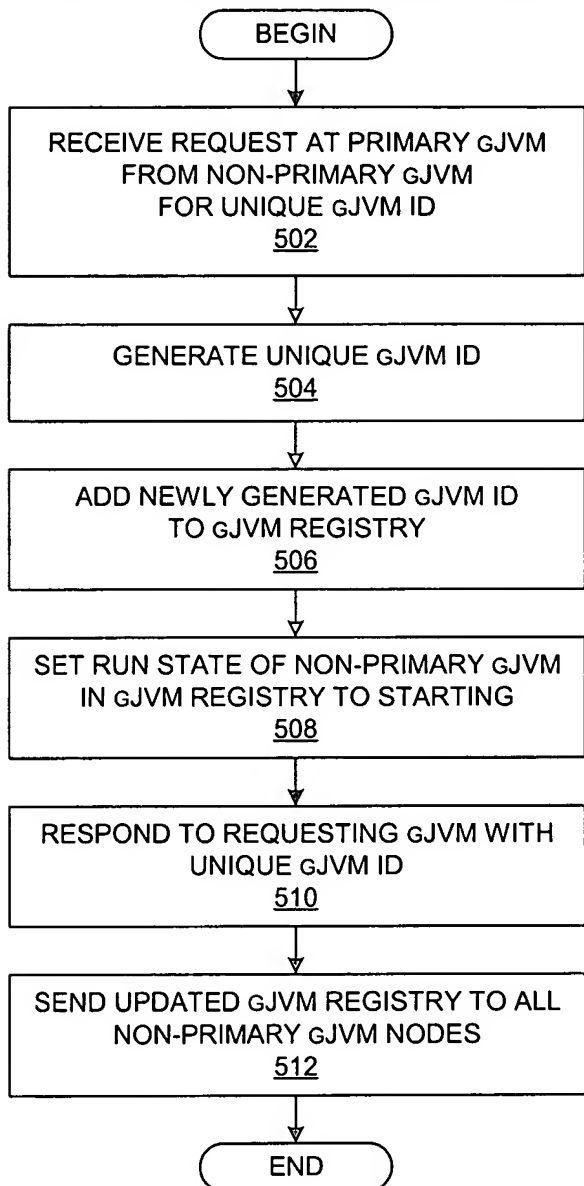 BEGIN
RECEIVE REQUEST AT PRIMARY GJVM
FROM NON-PRIMARY GJVM
FOR UNIQUE GJVM ID
502
GENERATE UNIQUE GJVM ID
504
ADD NEWLY GENERATED GJVM ID
TO GJVM REGISTRY
506
SET RUN STATE OF NON-PRIMARY GJVM
IN GJVM REGISTRY TO STARTING
508
RESPOND TO REQUESTING GJVM WITH
UNIQUE GJVM ID
510
SEND UPDATED GJVM REGISTRY TO ALL
NON-PRIMARY GJVM NODES
512
END